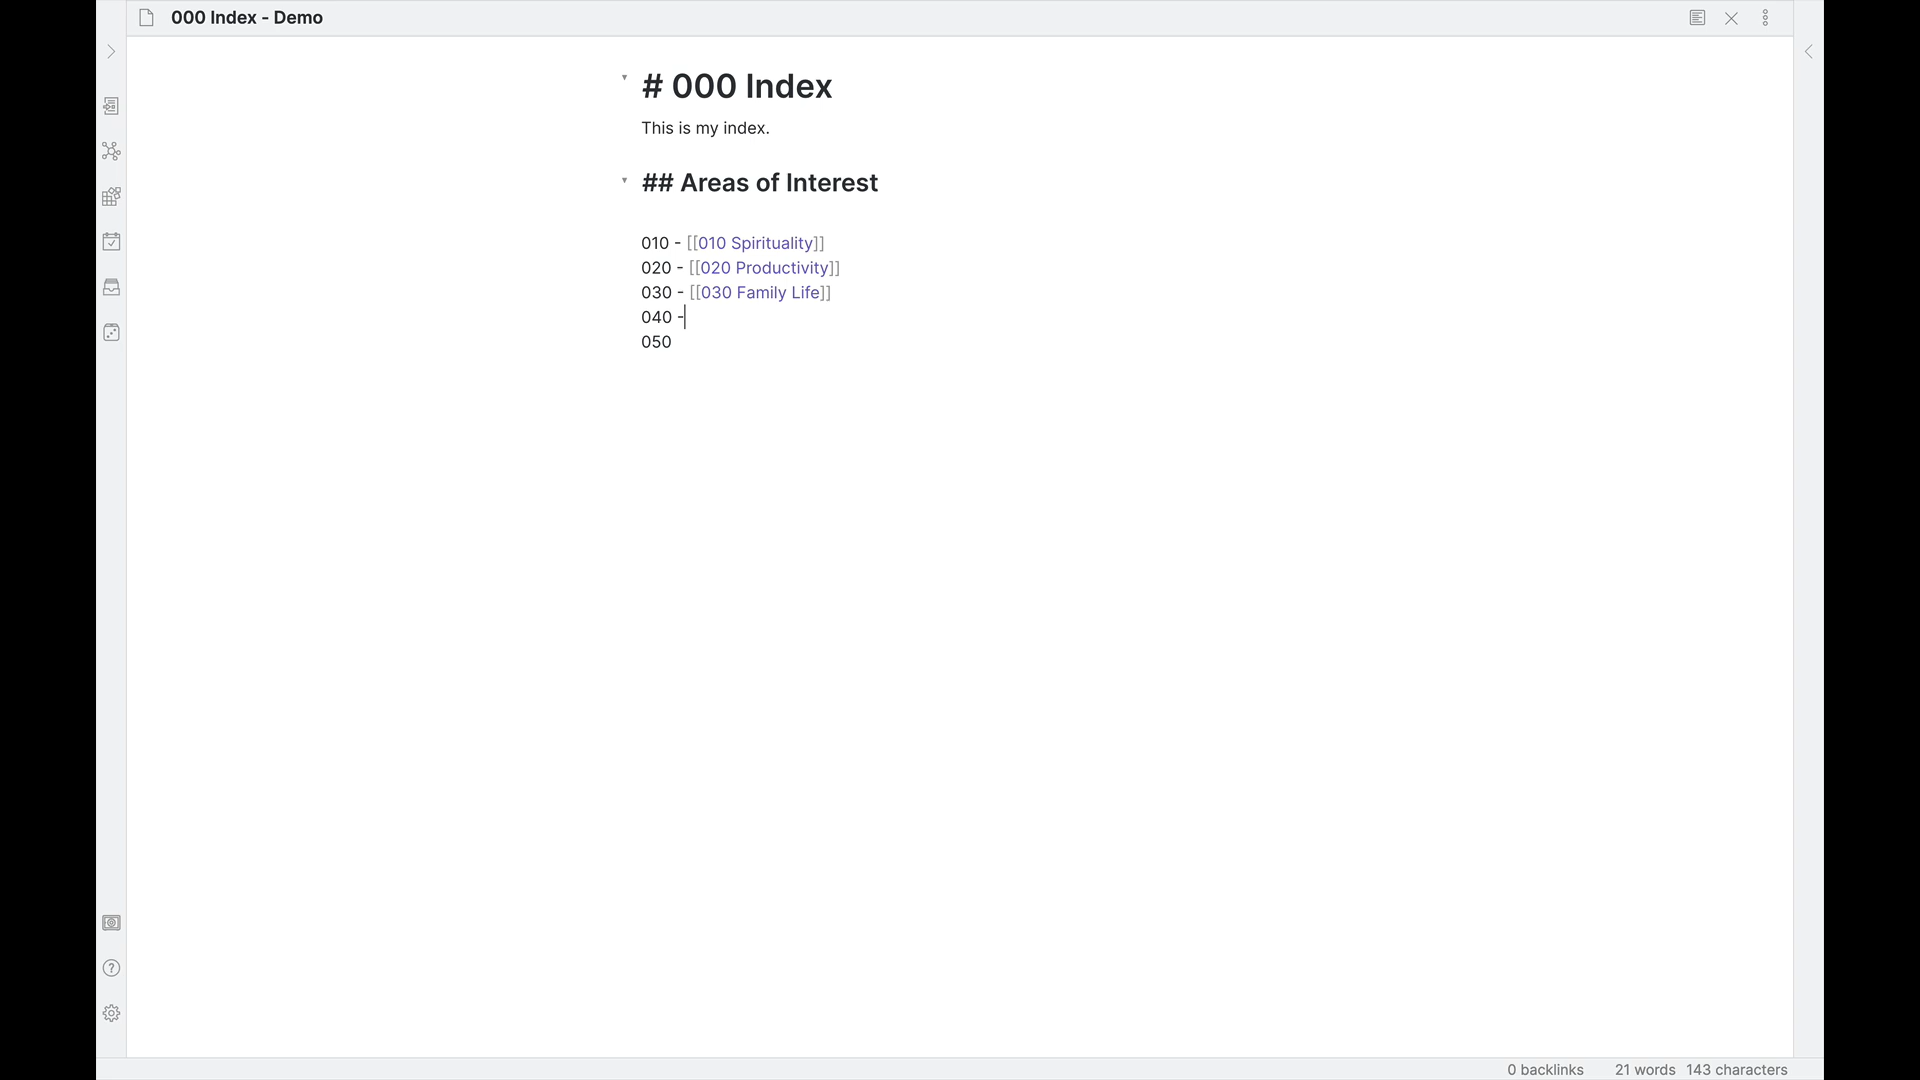 000 Index - Demo
# 000 Index
This is my index.
## Areas of Interest
010 - [[010 Spirituality]]
020 - [[020 Productivity]]
030 - [[030 Family Life]]
040 -
050
0 backlinks 21 words 143 characters